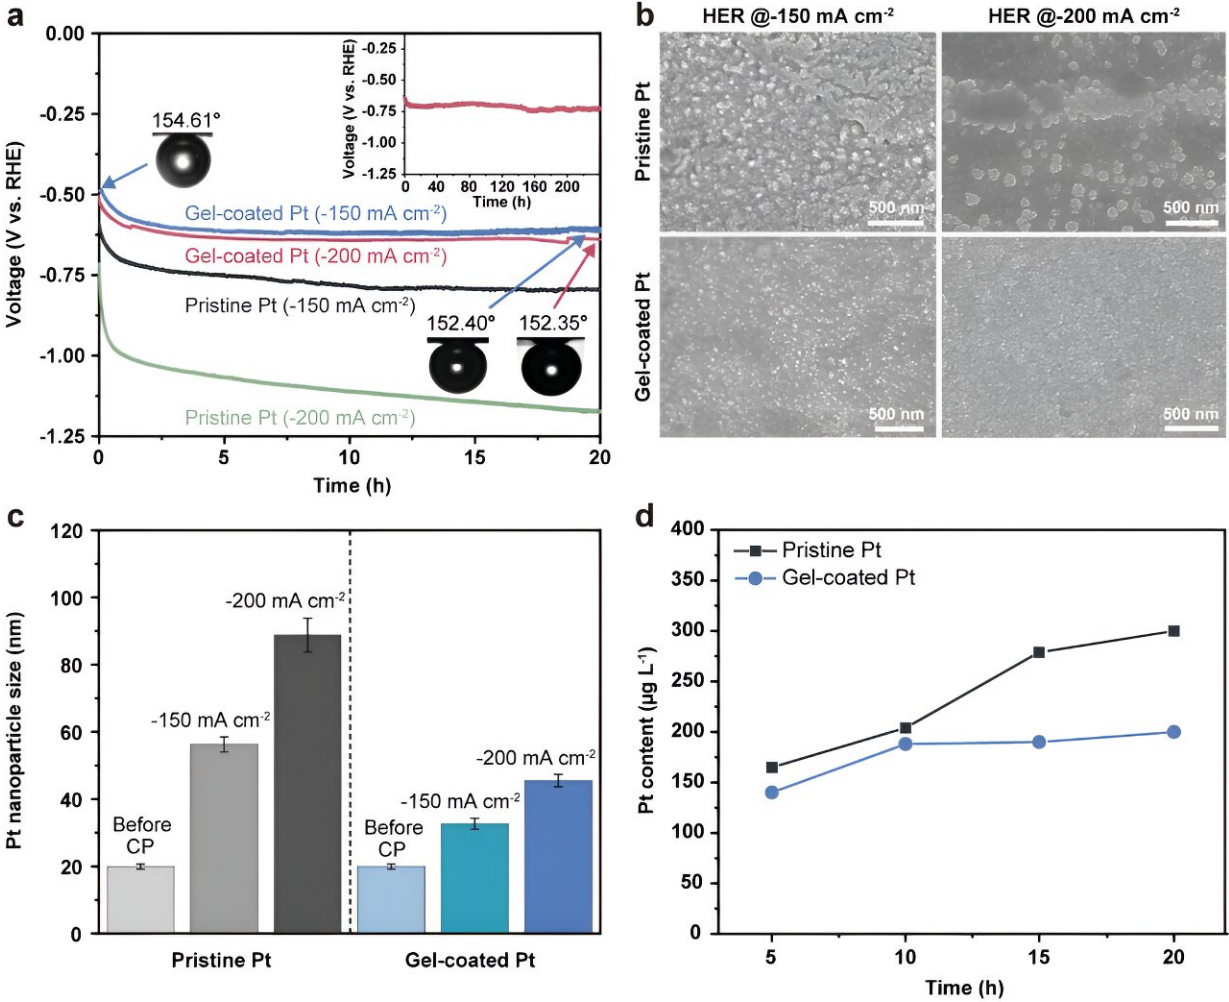 a
0.00
-0.25
-0.50
-0.75
-1.00
-1.25
Voltage (V vs. RHE)
0 5 10 15 20
Time (h)
154.61°
Gel-coated Pt (-150 mA cm⁻²)
Gel-coated Pt (-200 mA cm⁻²)
Pristine Pt (-150 mA cm⁻²)
152.40° 152.35°
Pristine Pt (-200 mA cm⁻²)
-0.25
-0.50
-0.75
-1.00
-1.25
Voltage (V vs. RHE)
0 40 80 120 160 200
Time (h)
b
HER @-150 mA cm⁻² HER @-200 mA cm⁻²
Pristine Pt
500 nm 500 nm
Gel-coated Pt
500 nm 500 nm
c
120
100
80
60
40
20
0
Pt nanoparticle size (nm)
Before
CP
-150 mA cm⁻²
-200 mA cm⁻²
Before
CP
-150 mA cm⁻²
-200 mA cm⁻²
Pristine Pt Gel-coated Pt
d
400
350
300
250
200
150
100
50
0
Pt content (μg L⁻¹)
Pristine Pt
Gel-coated Pt
5 10 15 20
Time (h)